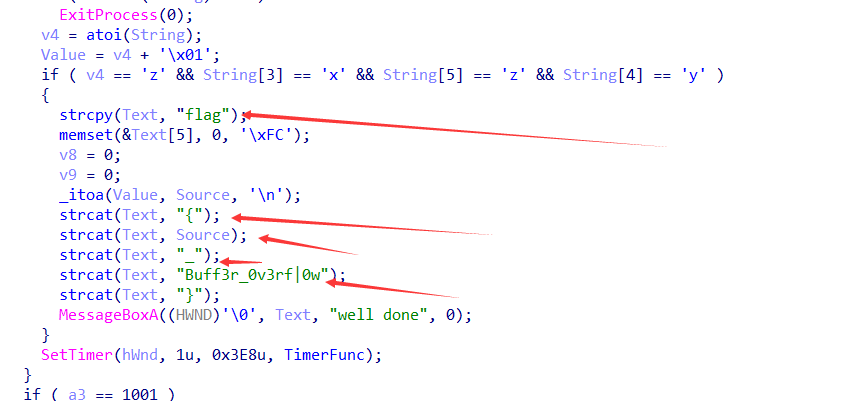 ExitProcess(0);
v4 = atoi(String);
Value = v4 + '\x01';
if ( v4 == 'z' && String[3] == 'x' && String[5] == 'z' && String[4] == 'y' )
{
strcpy(Text, "flag");
memset(&Text[5], 0, '\xFC');
v8 = 0;
v9 = 0;
_itoa(Value, Source, '\n');
strcat(Text, "{");
strcat(Text, Source);
strcat(Text, "_");
strcat(Text, "Buff3r_0v3rf|0w");
strcat(Text, "}");
MessageBoxA((HWND)'\0', Text, "well done", 0);
}
SetTimer(hWnd, 1u, 0x3E8u, TimerFunc);
}
if ( a3 == 1001 )